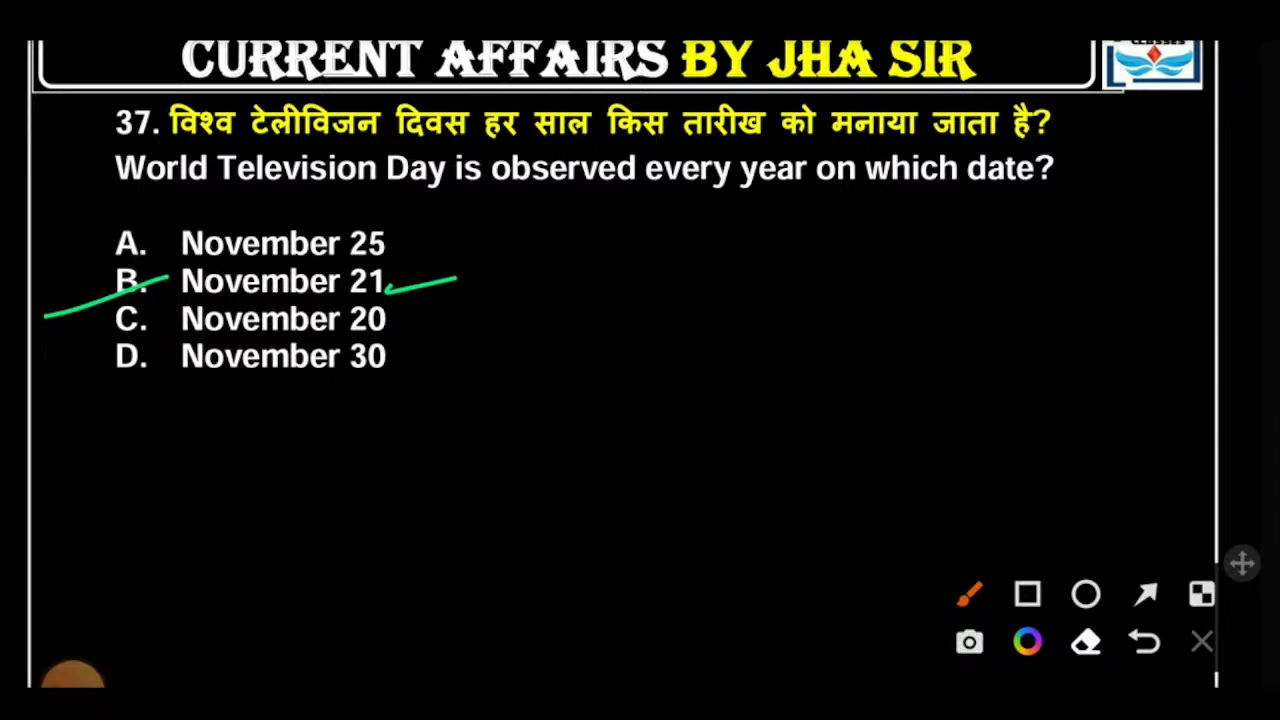 CURRENT AFFAIRS BY JHA SIR
37. विश्व टेलीविजन दिवस हर साल किस तारीख को मनाया जाता है?
World Television Day is observed every year on which date?
A. November 25
B. November 21
C. November 20
D. November 30